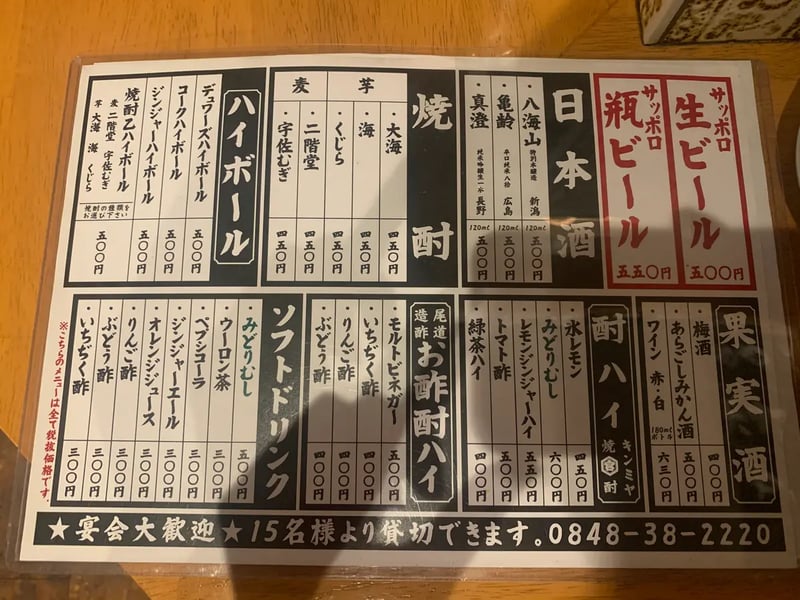 サッポロ
生ビール
五〇〇円
サッポロ
瓶ビール
五五〇円
日本酒
・八海山 特別本醸造 新潟 120ml 五〇〇円
・亀齢 辛口純米八拾 広島 120ml 五〇〇円
・真澄 純米吟醸生一本 長野 120ml 五〇〇円
焼酎
芋
・大海 四五〇円
・海 四五〇円
・くじら 四五〇円
麦
・二階堂 四五〇円
・宇佐むぎ 四五〇円
ハイボール
デュワーズハイボール 五〇〇円
コークハイボール 五〇〇円
ジンジャーハイボール 五〇〇円
焼酎乙ハイボール
麦 二階堂 宇佐むぎ
芋 大海 海 くじら
焼酎の種類を
お選び下さい
五〇〇円
果実酒
・梅酒 四〇〇円
・あらごしみかん酒 五〇〇円
・ワイン 赤・白 180mlボトル 六三〇円
酎ハイ
キンミヤ
焼酎
・氷レモン 四五〇円
・みどりむし 六〇〇円
・レモンジンジャーハイ 五五〇円
・トマト酢 五〇〇円
・緑茶ハイ 四〇〇円
尾道
造酢
お酢酎ハイ
・モルトビネガー 五〇〇円
・いちぢく酢 四〇〇円
・りんご酢 四〇〇円
・ぶどう酢 四〇〇円
ソフトドリンク
・みどりむし 五〇〇円
・ウーロン茶 三〇〇円
・ペプシコーラ 三〇〇円
・ジンジャーエール 三〇〇円
・オレンジジュース 三〇〇円
・りんご酢 三〇〇円
・ぶどう酢 三〇〇円
・いちぢく酢 三〇〇円
※こちらのメニューは全て税抜価格です。
★宴会大歓迎★15名様より貸切できます。0848-38-2220